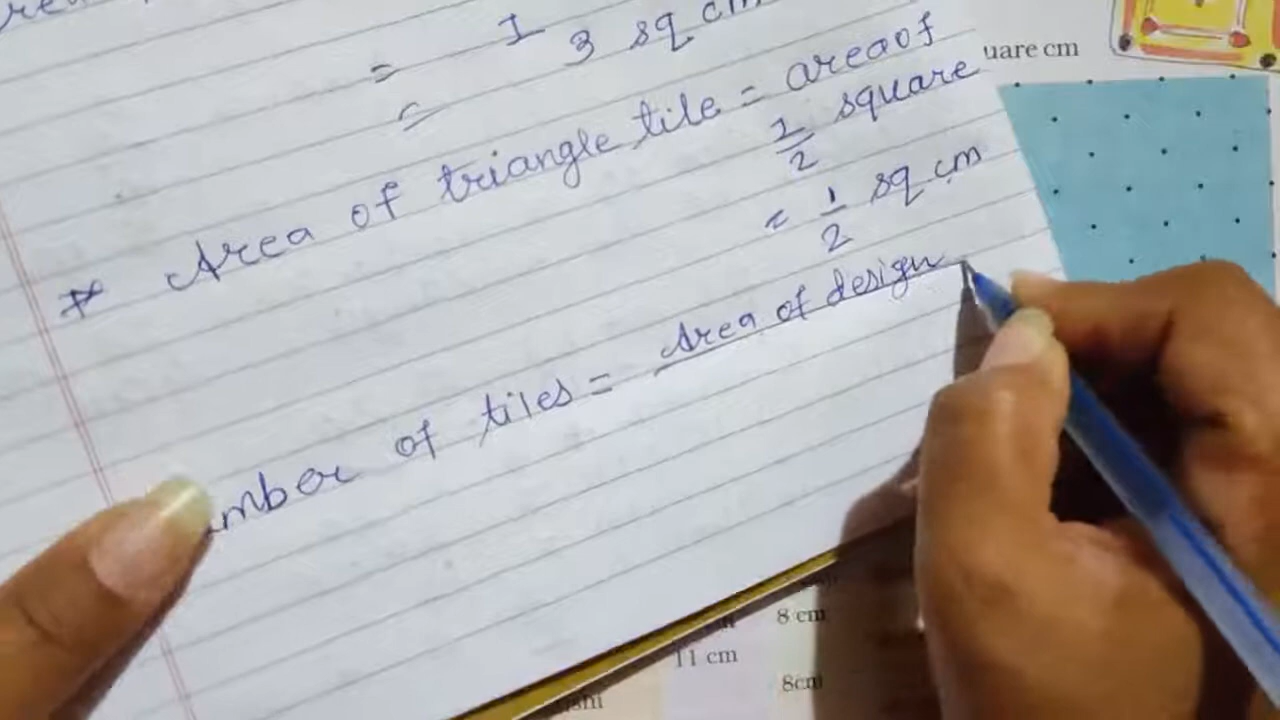 = 1 3 sq cm
=
* Area of triangle tile = area of
1/2 square
= 1/2 sq cm
umber of tiles = Area of design
uare cm
11 cm
8 cm
8cm